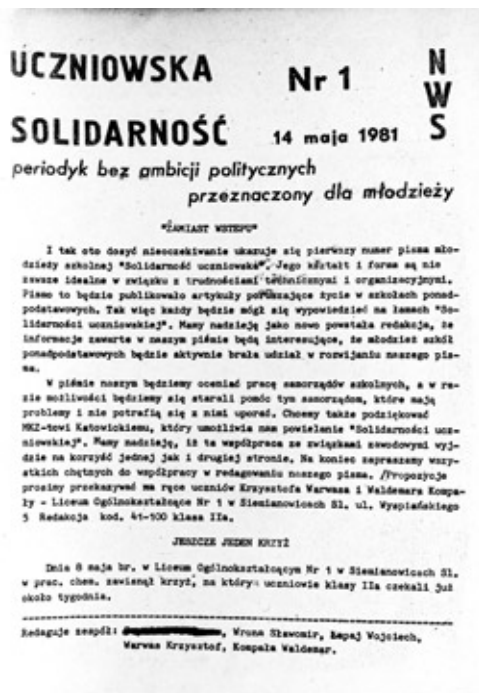 UCZNIOWSKA
SOLIDARNOŚĆ
Nr 1
14 maja 1981
NWS
periodyk bez ambicji politycznych
przeznaczony dla młodzieży
"ZAMIAST WSTĘPU"
I tak oto dosyć nieoczekiwanie ukazuje się pierwszy numer pisma mło-
dzieży szkolnej "Solidarność uczniowska". Jego kształt i forma są nie
zawsze idealne w związku z trudnościami technicznymi i organizacyjnymi.
Pismo to będzie publikowało artykuły poruszające życie w szkołach ponad-
podstawowych. Tak więc każdy będzie mógł się wypowiedzieć na łamach "So-
lidarności uczniowskiej". Mamy nadzieję jako nowo powstała redakcja, że
informacje zawarte w naszym piśmie będą interesujące, że młodzież szkół
ponadpodstawowych będzie aktywnie brała udział w rozwijaniu naszego pis-
ma.
W piśmie naszym będziemy oceniać pracę samorządów szkolnych, a w ra-
zie możliwości będziemy się starali pomóc tym samorządom, które mają
problemy i nie potrafią się z nimi uporać. Chcemy także podziękować
MKZ-towi Katowickiemu, który umożliwia nam powielanie "Solidarności ucz-
niowskiej". Mamy nadzieję, iż ta współpraca ze związkami zawodowymi wyj-
dzie na korzyść jednej jak i drugiej stronie. Na koniec zapraszamy wszy-
stkich chętnych do współpracy w redagowaniu naszego pisma. /Propozycje
prosimy przekazywać na ręce uczniów Krzysztofa Warwasa i Waldemara Kompa-
ły - Liceum Ogólnokształcące Nr 1 w Siemianowicach Śl. ul. Wyspiańskiego
5 Redakcja kod. 41-100 klasa IIa.
JESZCZE JEDEN KRZYŻ
Dnia 8 maja br. w Liceum Ogólnokształcącym Nr 1 w Siemianowicach Śl.
w prac. chem. zawisnął krzyż, na który uczniowie klasy IIa czekali już
około tygodnia.
Redaguje zespół: , Wrona Sławomir, Łapaj Wojciech,
Warwas Krzysztof, Kompała Waldemar.